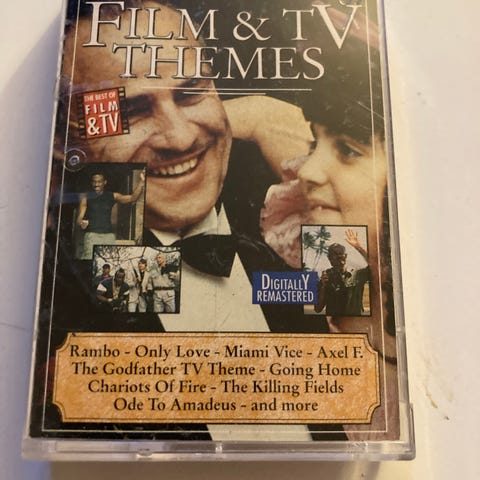 FILM & TV
THEMES
THE BEST OF
FILM
&TV
DIGITALLY
REMASTERED
Rambo - Only Love - Miami Vice - Axel F.
The Godfather TV Theme - Going Home
Chariots Of Fire - The Killing Fields
Ode To Amadeus - and more